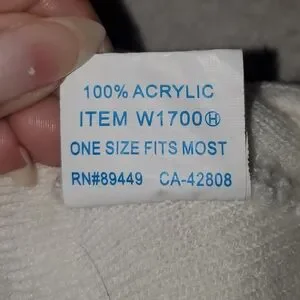 100% ACRYLIC
ITEM W1700Ⓗ
ONE SIZE FITS MOST
RN#89449 CA-42808